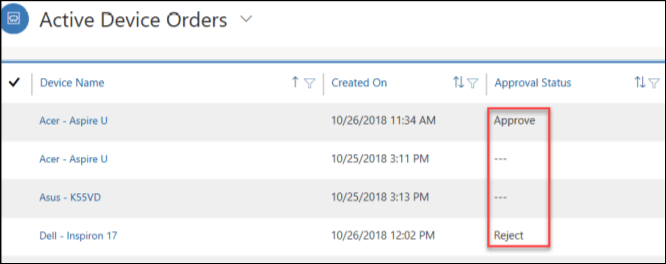 Active Device Orders
Device Name Created On Approval Status
Acer - Aspire U 10/26/2018 11:34 AM Approve
Acer - Aspire U 10/25/2018 3:11 PM ---
Asus - K55VD 10/25/2018 3:13 PM ---
Dell - Inspiron 17 10/26/2018 12:02 PM Reject